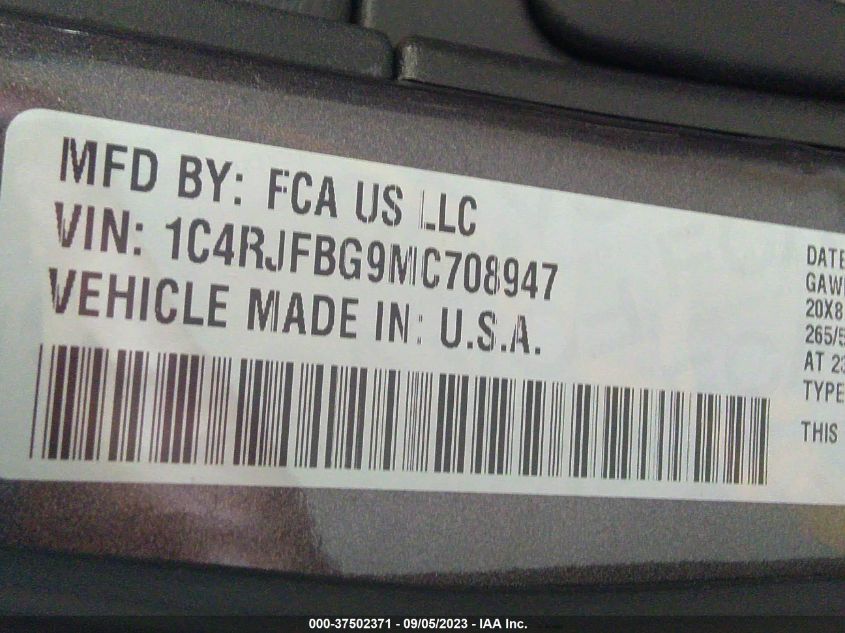 MFD BY: FCA US LLC
VIN: 1C4RJFBG9MC708947
VEHICLE MADE IN: U.S.A.
DATE
GAW
20X8
265/5
AT 23
TYPE
THIS
000-37502371 - 09/05/2023 - IAA Inc.